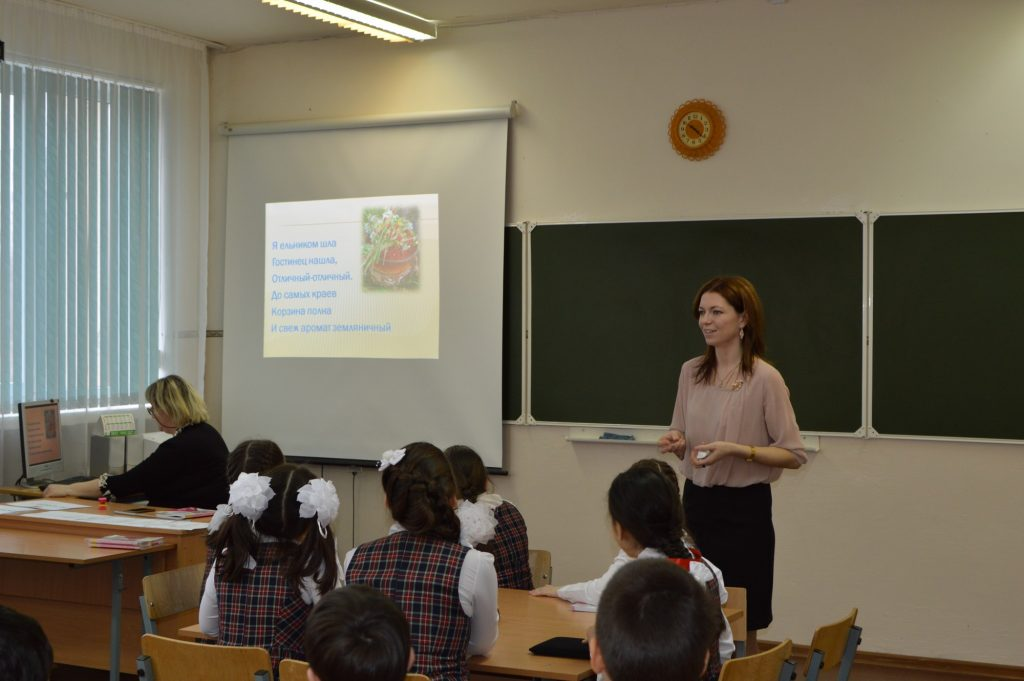 Я ельником шла
Гостинец нашла,
Отличный-отличный.
До самых краев
Корзина полна
И свеж аромат земляничный